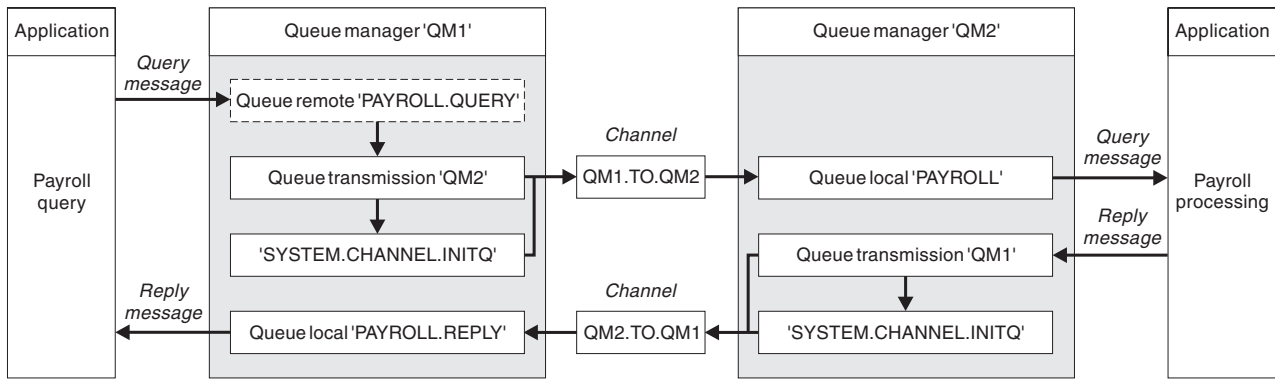 Application
Queue manager 'QM1'
Queue manager 'QM2'
Application
Query
message
Queue remote 'PAYROLL.QUERY'
Channel
Query
message
Payroll
query
Queue transmission 'QM2'
QM1.TO.QM2
Queue local 'PAYROLL'
Payroll
processing
Reply
message
'SYSTEM.CHANNEL.INITQ'
Queue transmission 'QM1'
Reply
message
Channel
Queue local 'PAYROLL.REPLY'
QM2.TO.QM1
'SYSTEM.CHANNEL.INITQ'